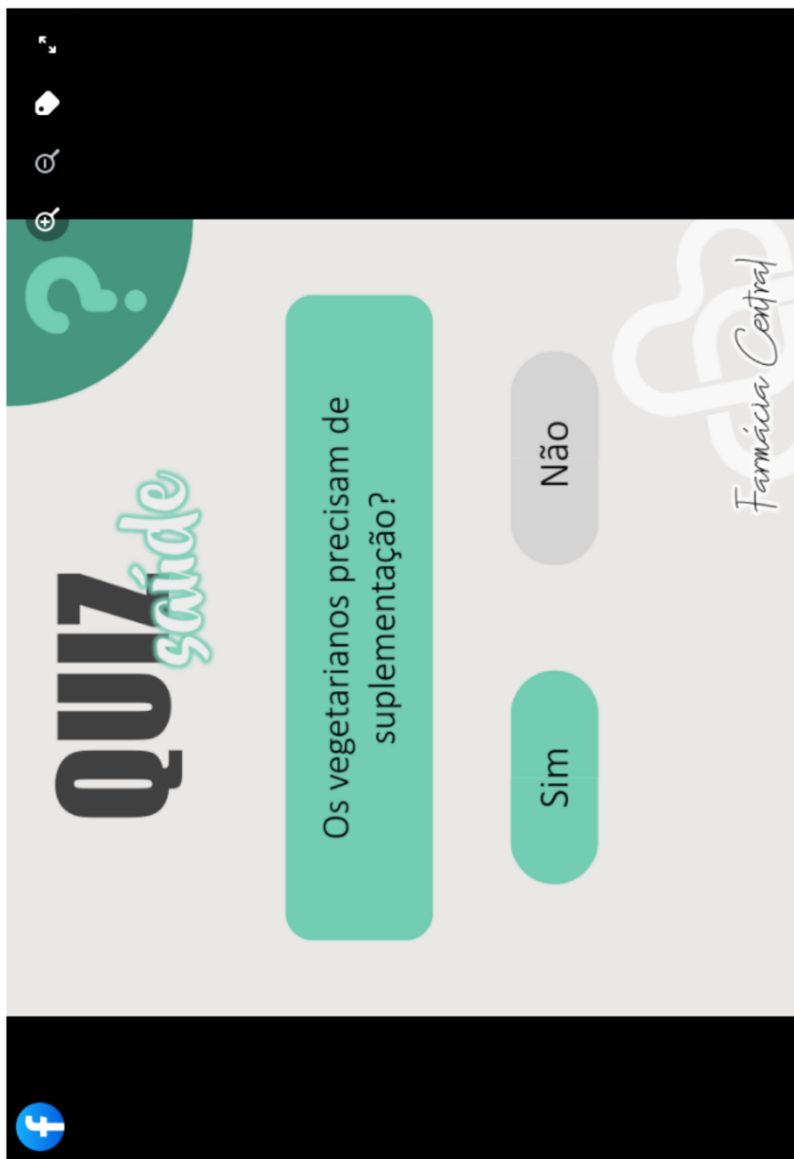 ?
QUIZ
saúde
Os vegetarianos precisam de
suplementação?
Sim
Não
Farmácia Central